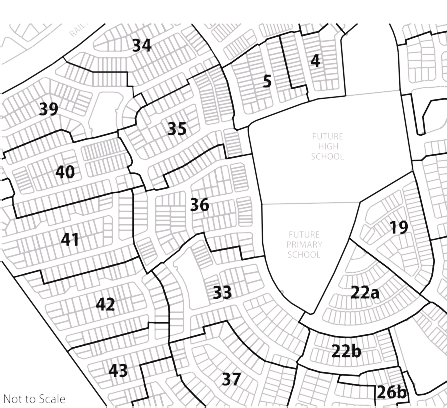 RAIL
34
4
5
39
35
FUTURE
HIGH
SCHOOL
40
36
19
41
FUTURE
PRIMARY
SCHOOL
33
22a
42
22b
43
37
26b
Not to Scale